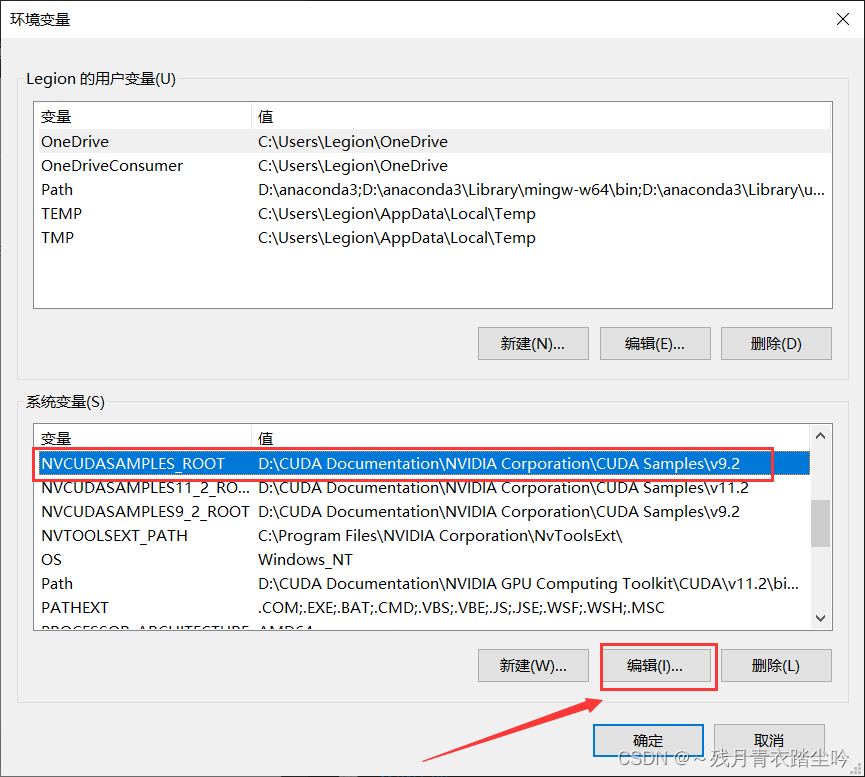 环境变量
Legion 的用户变量(U)
变量 值
OneDrive C:\Users\Legion\OneDrive
OneDriveConsumer C:\Users\Legion\OneDrive
Path D:\anaconda3;D:\anaconda3\Library\mingw-w64\bin;D:\anaconda3\Library\u...
TEMP C:\Users\Legion\AppData\Local\Temp
TMP C:\Users\Legion\AppData\Local\Temp
新建(N)... 编辑(E)... 删除(D)
系统变量(S)
变量 值
NVCUDASAMPLES_ROOT D:\CUDA Documentation\NVIDIA Corporation\CUDA Samples\v9.2
NVCUDASAMPLES11_2_RO... D:\CUDA Documentation\NVIDIA Corporation\CUDA Samples\v11.2
NVCUDASAMPLES9_2_ROOT D:\CUDA Documentation\NVIDIA Corporation\CUDA Samples\v9.2
NVTOOLSEXT_PATH C:\Program Files\NVIDIA Corporation\NvToolsExt\
OS Windows_NT
Path D:\CUDA Documentation\NVIDIA GPU Computing Toolkit\CUDA\v11.2\bi...
PATHEXT .COM;.EXE;.BAT;.CMD;.VBS;.VBE;.JS;.JSE;.WSF;.WSH;.MSC
PROCESSOR_ARCHITECTURE AMD64
新建(W)... 编辑(I)... 删除(L)
确定 取消
CSDN @～残月青衣踏尘吟